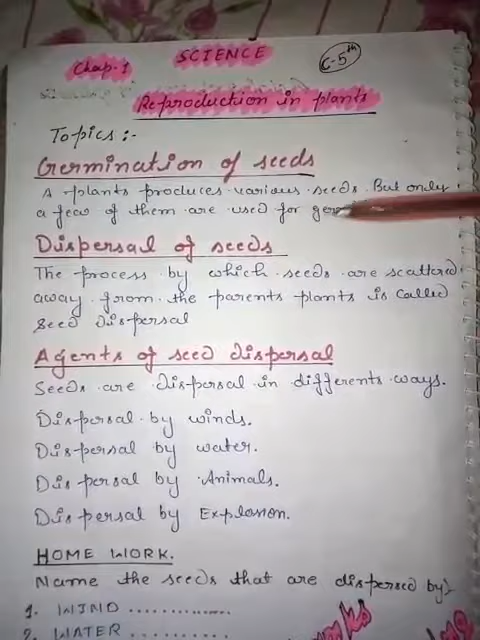 SCIENCE
Chap-1
C-5th
Reproduction in plants
Topics:-
Germination of seeds
A plants produces various seeds. But only
a few of them are used for
Dispersal of seeds
The process by which seeds are scattered
away from the parents plants is called
seed dispersal
Agents of seed dispersal
Seeds are dispersal in differents ways.
Dispersal by winds.
Dispersal by water.
Dispersal by Animals.
Dispersal by Explosion.
HOME WORK.
Name the seeds that are dispersed by)
1. WIND ..............
2. WATER ..........